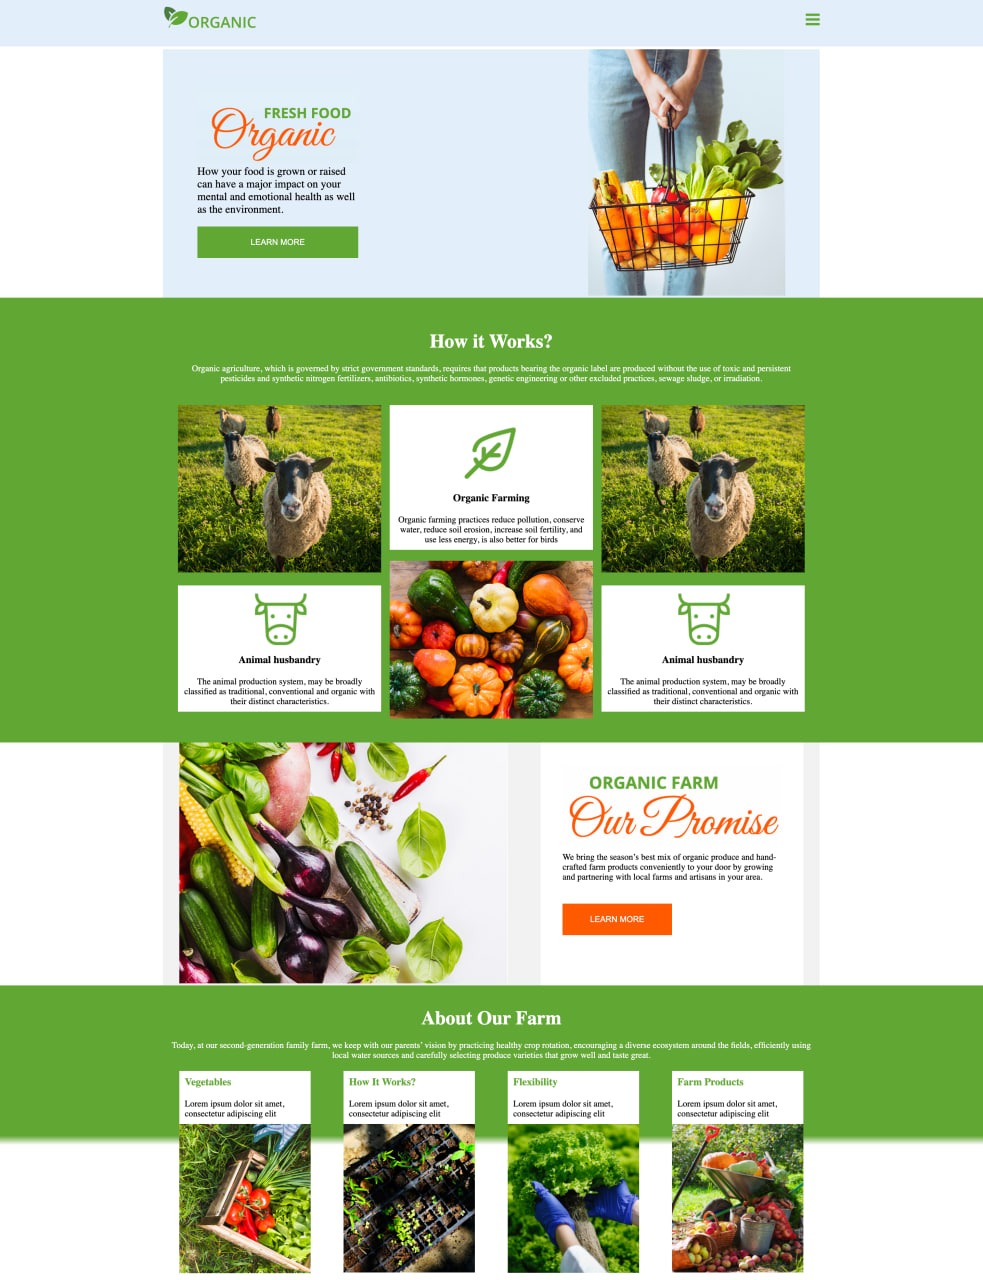 ORGANIC
FRESH FOOD
Organic
How your food is grown or raised
can have a major impact on your
mental and emotional health as well
as the environment.
LEARN MORE
How it Works?
Organic agriculture, which is governed by strict government standards, requires that products bearing the organic label are produced without the use of toxic and persistent
pesticides and synthetic nitrogen fertilizers, antibiotics, synthetic hormones, genetic engineering or other excluded practices, sewage sludge, or irradiation.
Organic Farming
Organic farming practices reduce pollution, conserve
water, reduce soil erosion, increase soil fertility, and
use less energy, is also better for birds
Animal husbandry
The animal production system, may be broadly
classified as traditional, conventional and organic with
their distinct characteristics.
Animal husbandry
The animal production system, may be broadly
classified as traditional, conventional and organic with
their distinct characteristics.
ORGANIC FARM
Our Promise
We bring the season's best mix of organic produce and hand-
crafted farm products conveniently to your door by growing
and partnering with local farms and artisans in your area.
LEARN MORE
About Our Farm
Today, at our second-generation family farm, we keep with our parents' vision by practicing healthy crop rotation, encouraging a diverse ecosystem around the fields, efficiently using
local water sources and carefully selecting produce varieties that grow well and taste great.
Vegetables
Lorem ipsum dolor sit amet,
consectetur adipiscing elit
How It Works?
Lorem ipsum dolor sit amet,
consectetur adipiscing elit
Flexibility
Lorem ipsum dolor sit amet,
consectetur adipiscing elit
Farm Products
Lorem ipsum dolor sit amet,
consectetur adipiscing elit